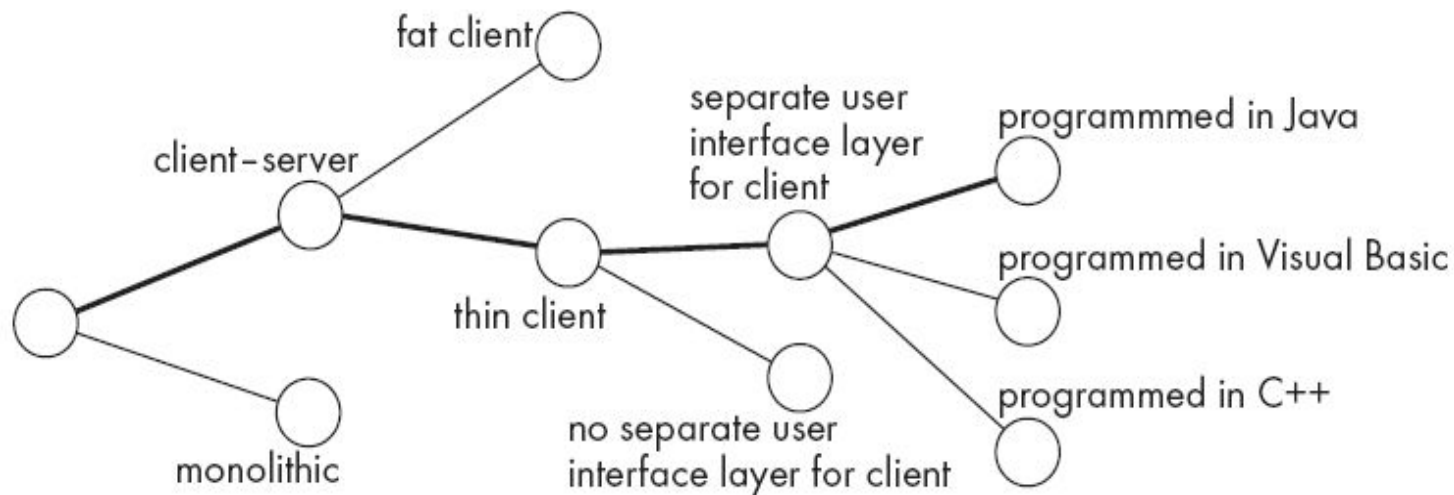 fat client
separate user
interface layer
for client
programmmed in Java
client–server
programmed in Visual Basic
thin client
programmed in C++
no separate user
interface layer for client
monolithic